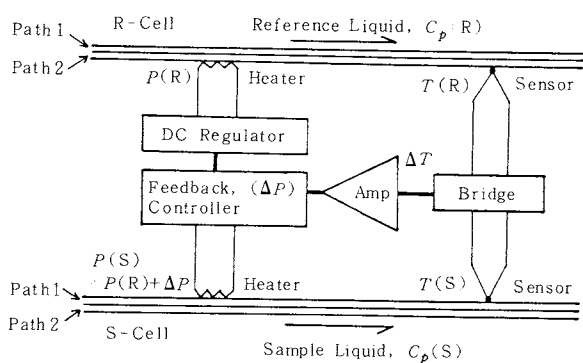 Path 1
R-Cell
Reference Liquid, Cp (R)
Path 2
P(R)
Heater
T(R)
Sensor
DC Regulator
ΔT
Feedback, (ΔP)
Controller
Amp
Bridge
P(S)
P(R)+ΔP
Heater
T(S)
Sensor
Path 1
Path 2
S-Cell
Sample Liquid, Cp(S)